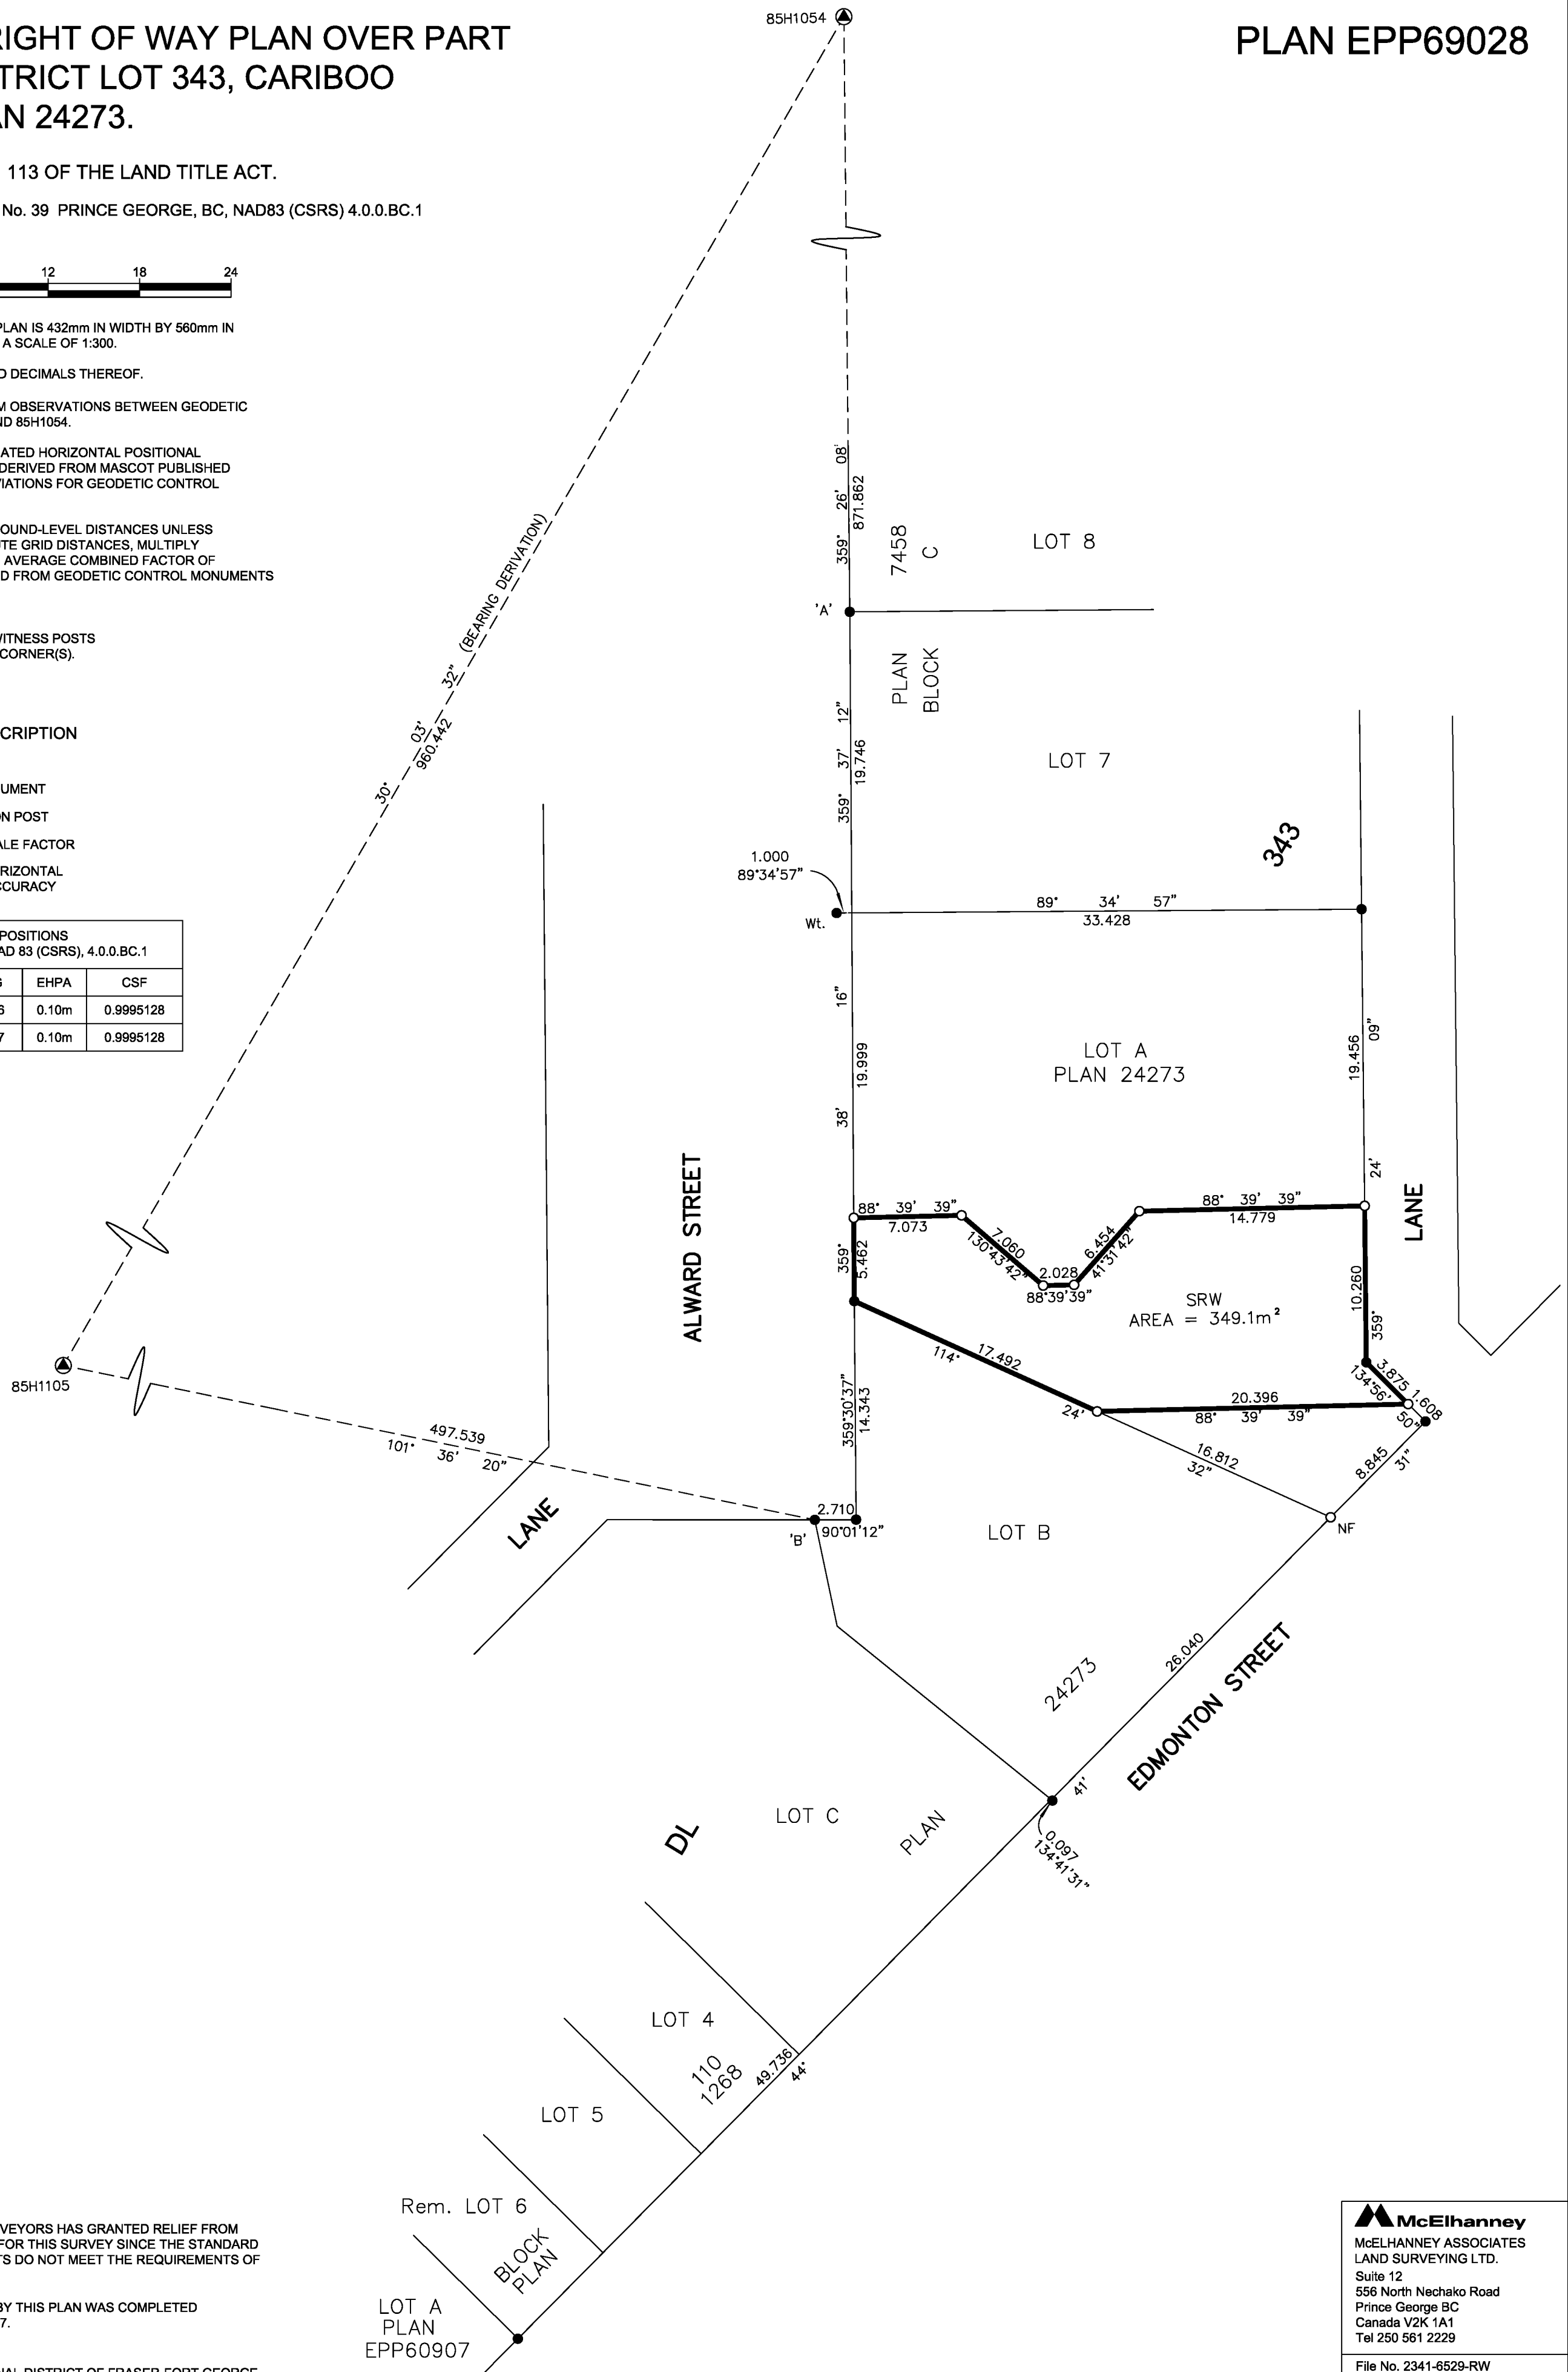 RIGHT OF WAY PLAN OVER PART
TRICT LOT 343, CARIBOO
AN 24273.
PLAN EPP69028
113 OF THE LAND TITLE ACT.
No. 39 PRINCE GEORGE, BC, NAD83 (CSRS) 4.0.0.BC.1
12 18 24
PLAN IS 432mm IN WIDTH BY 560mm IN
A SCALE OF 1:300.
D DECIMALS THEREOF.
M OBSERVATIONS BETWEEN GEODETIC
ND 85H1054.
ATED HORIZONTAL POSITIONAL
DERIVED FROM MASCOT PUBLISHED
VIATIONS FOR GEODETIC CONTROL
OUND-LEVEL DISTANCES UNLESS
UTE GRID DISTANCES, MULTIPLY
AVERAGE COMBINED FACTOR OF
D FROM GEODETIC CONTROL MONUMENTS
WITNESS POSTS
CORNER(S).
CRIPTION
UMENT
ON POST
ALE FACTOR
RIZONTAL
CCURACY
POSITIONS
AD 83 (CSRS), 4.0.0.BC.1
G EHPA CSF
6 0.10m 0.9995128
7 0.10m 0.9995128
85H1054
30° 03' 32" (BEARING DERIVATION)
960.442
359° 26' 08'
871.862
PLAN 7458
BLOCK C
LOT 8
'A'
359° 37' 12"
19.746
LOT 7
343
1.000
89°34'57"
Wt.
89° 34' 57"
33.428
359° 38' 16"
19.999
5.462
LOT A
PLAN 24273
359° 24' 09"
19.456
10.260
LANE
ALWARD STREET
88° 39' 39"
7.073
7.060
130°43'42"
2.028
88°39'39"
6.454
41°31'42"
88° 39' 39"
14.779
SRW
AREA = 349.1m²
114° 24' 32"
17.492
16.812
20.396
88° 39' 39"
3.875
1.608
134°56' 50"
85H1105
497.539
101° 36' 20"
359°30'37"
14.343
2.710
90°01'12"
'B'
LANE
LOT B
8.845
NF
26.040
EDMONTON STREET
44° 41' 31"
PLAN 24273
0.097
134°41'31"
LOT C
DL
LOT 4
49.736
LOT 5
Rem. LOT 6
BLOCK 110
PLAN 1268
LOT A
PLAN
EPP60907
VEYORS HAS GRANTED RELIEF FROM
FOR THIS SURVEY SINCE THE STANDARD
TS DO NOT MEET THE REQUIREMENTS OF
BY THIS PLAN WAS COMPLETED
7.
NAL DISTRICT OF FRASER-FORT GEORGE
McElhanney
McELHANNEY ASSOCIATES
LAND SURVEYING LTD.
Suite 12
556 North Nechako Road
Prince George BC
Canada V2K 1A1
Tel 250 561 2229
File No. 2341-6529-RW